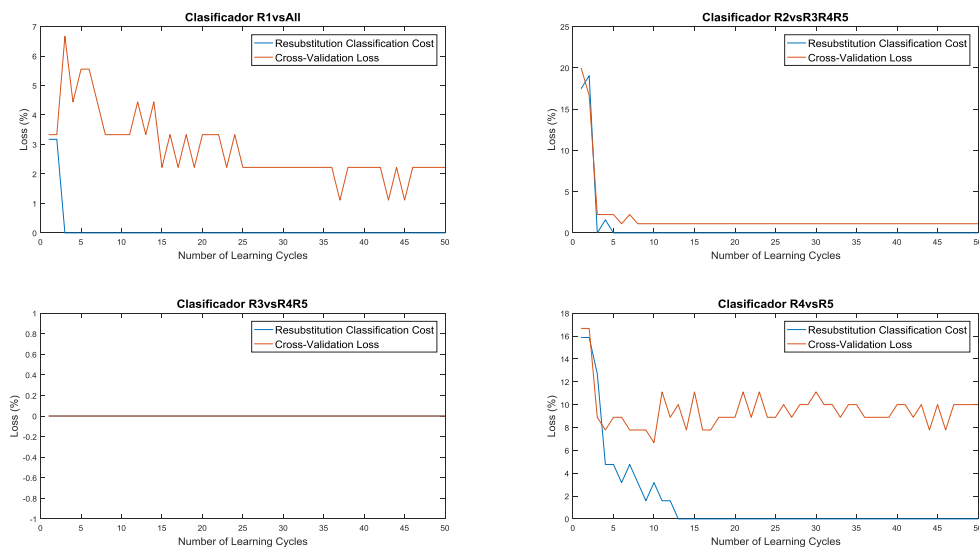 Clasificador R1vsAll
7
6
5
4
3
2
1
0
Loss (%)
Resubstitution Classification Cost
Cross-Validation Loss
0 5 10 15 20 25 30 35 40 45 50
Number of Learning Cycles
Clasificador R2vsR3R4R5
25
20
15
10
5
0
Loss (%)
Resubstitution Classification Cost
Cross-Validation Loss
0 5 10 15 20 25 30 35 40 45 50
Number of Learning Cycles
Clasificador R3vsR4R5
1
0.8
0.6
0.4
0.2
0
-0.2
-0.4
-0.6
-0.8
-1
Loss (%)
Resubstitution Classification Cost
Cross-Validation Loss
0 5 10 15 20 25 30 35 40 45 50
Number of Learning Cycles
Clasificador R4vsR5
18
16
14
12
10
8
6
4
2
0
Loss (%)
Resubstitution Classification Cost
Cross-Validation Loss
0 5 10 15 20 25 30 35 40 45 50
Number of Learning Cycles